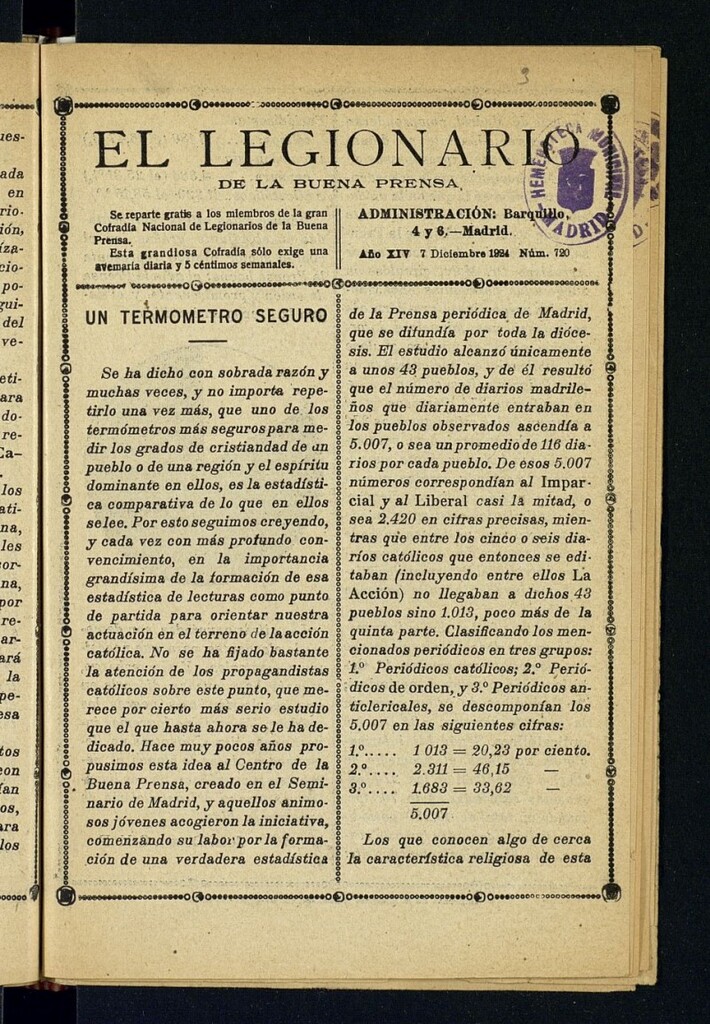 3
EL LEGIONARIO
DE LA BUENA PRENSA
HEMEROTECA MUNICIPAL
MADRID
Se reparte gratis a los miembros de la gran
Cofradía Nacional de Legionarios de la Buena
Prensa.
Esta grandiosa Cofradía sólo exige una
avemaría diaria y 5 céntimos semanales.
ADMINISTRACIÓN: Barquillo,
4 y 6.—Madrid.
Año XIV 7 Diciembre 1924 Núm. 720
UN TERMOMETRO SEGURO
Se ha dicho con sobrada razón y
muchas veces, y no importa repe-
tirlo una vez más, que uno de los
termómetros más seguros para me-
dir los grados de cristiandad de un
pueblo o de una región y el espíritu
dominante en ellos, es la estadísti-
ca comparativa de lo que en ellos
se lee. Por esto seguimos creyendo,
y cada vez con más profundo con-
vencimiento, en la importancia
grandísima de la formación de esa
estadística de lecturas como punto
de partida para orientar nuestra
actuación en el terreno de la acción
católica. No se ha fijado bastante
la atención de los propagandistas
católicos sobre este punto, que me-
rece por cierto más serio estudio
que el que hasta ahora se le ha de-
dicado. Hace muy pocos años pro-
pusimos esta idea al Centro de la
Buena Prensa, creado en el Semi-
nario de Madrid, y aquellos animo-
sos jóvenes acogieron la iniciativa,
comenzando su labor por la forma-
ción de una verdadera estadística
de la Prensa periódica de Madrid,
que se difundía por toda la dióce-
sis. El estudio alcanzó únicamente
a unos 43 pueblos, y de él resultó
que el número de diarios madrile-
ños que diariamente entraban en
los pueblos observados ascendía a
5.007, o sea un promedio de 116 dia-
rios por cada pueblo. De esos 5.007
números correspondían al Impar-
cial y al Liberal casi la mitad, o
sea 2.420 en cifras precisas, mien-
tras que entre los cinco o seis dia-
ríos católicos que entonces se edi-
taban (incluyendo entre ellos La
Acción) no llegaban a dichos 43
pueblos sino 1.013, poco más de la
quinta parte. Clasificando los men-
cionados periódicos en tres grupos:
1.º Periódicos católicos; 2.º Perió-
dicos de orden, y 3.º Periódicos an-
ticlericales, se descomponían los
5.007 en las siguientes cifras:
1.º..... 1 013 = 20,23 por ciento.
2.º.... 2.311 = 46,15 —
3.º.... 1.683 = 33,62 —
5.007
Los que conocen algo de cerca
la característica religiosa de esta